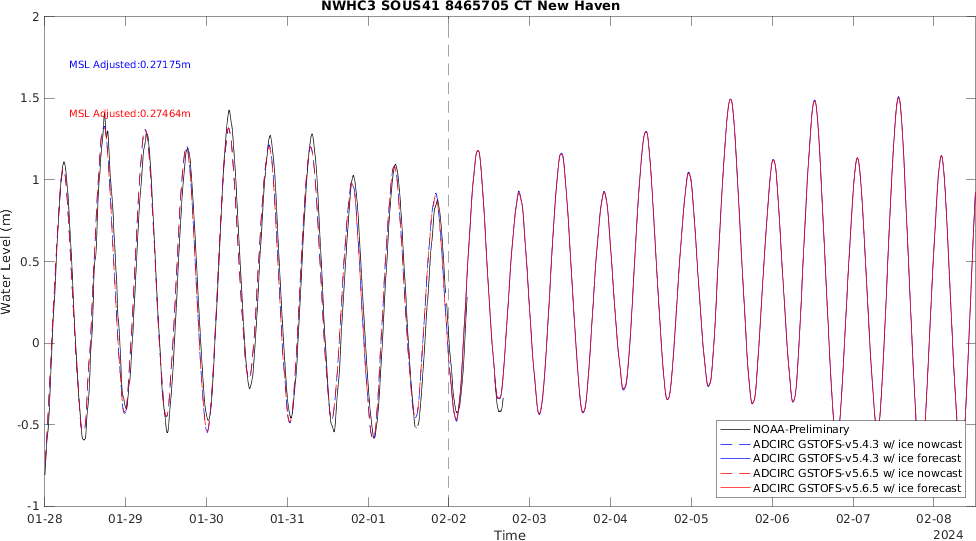 NWHC3 SOUS41 8465705 CT New Haven
2
MSL Adjusted:0.27175m
1.5
MSL Adjusted:0.27464m
1
Water Level (m)
0.5
0
-0.5
NOAA-Preliminary
ADCIRC GSTOFS-v5.4.3 w/ ice nowcast
ADCIRC GSTOFS-v5.4.3 w/ ice forecast
ADCIRC GSTOFS-v5.6.5 w/ ice nowcast
ADCIRC GSTOFS-v5.6.5 w/ ice forecast
-1
01-28 01-29 01-30 01-31 02-01 02-02 02-03 02-04 02-05 02-06 02-07 02-08
Time 2024